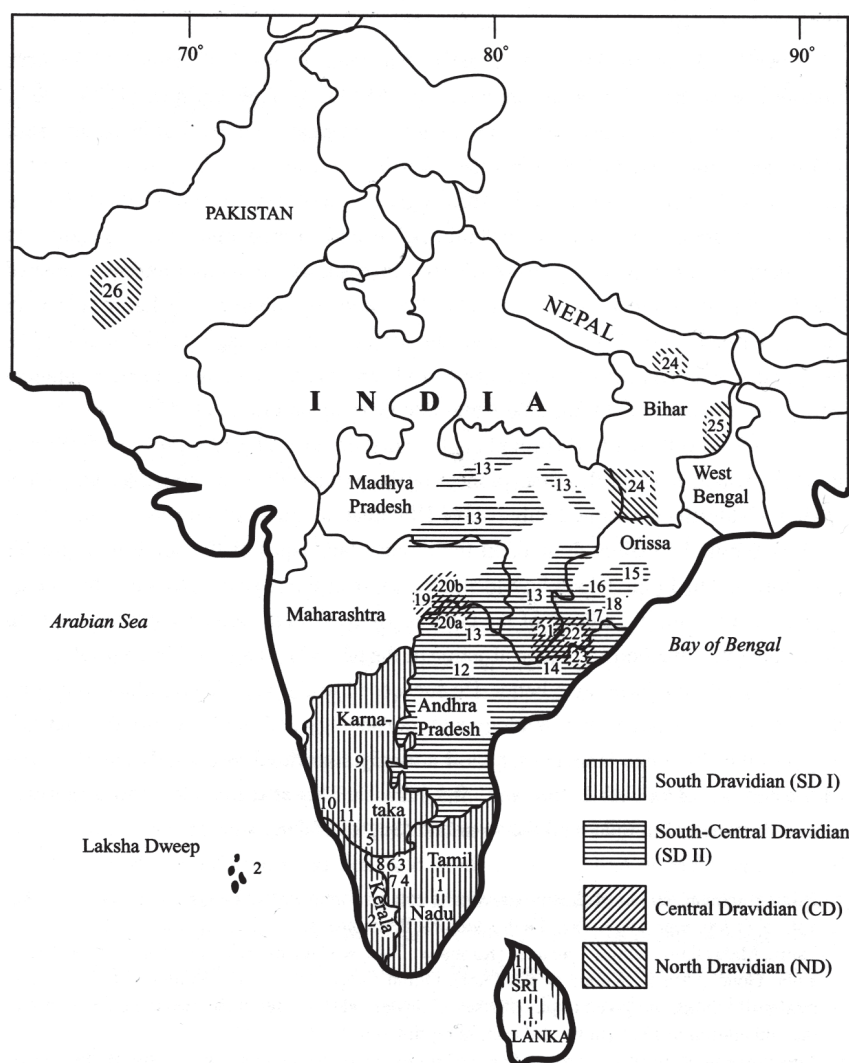 70°
80°
90°
PAKISTAN
26
NEPAL
24
INDIA
Bihar
25
13
Madhya
Pradesh
13
24
West
Bengal
13
Orissa
15
16
20b
13
19
18
Maharashtra
17
20a
21
22
Arabian Sea
13
Bay of Bengal
23
14
12
Karna-
Andhra
Pradesh
9
South Dravidian (SD I)
10
11
taka
5
South-Central Dravidian
(SD II)
Laksha Dweep
2
8 6 3
Tamil
7 4
1
Kerala
Nadu
2
Central Dravidian (CD)
North Dravidian (ND)
1
SRI
1
LANKA